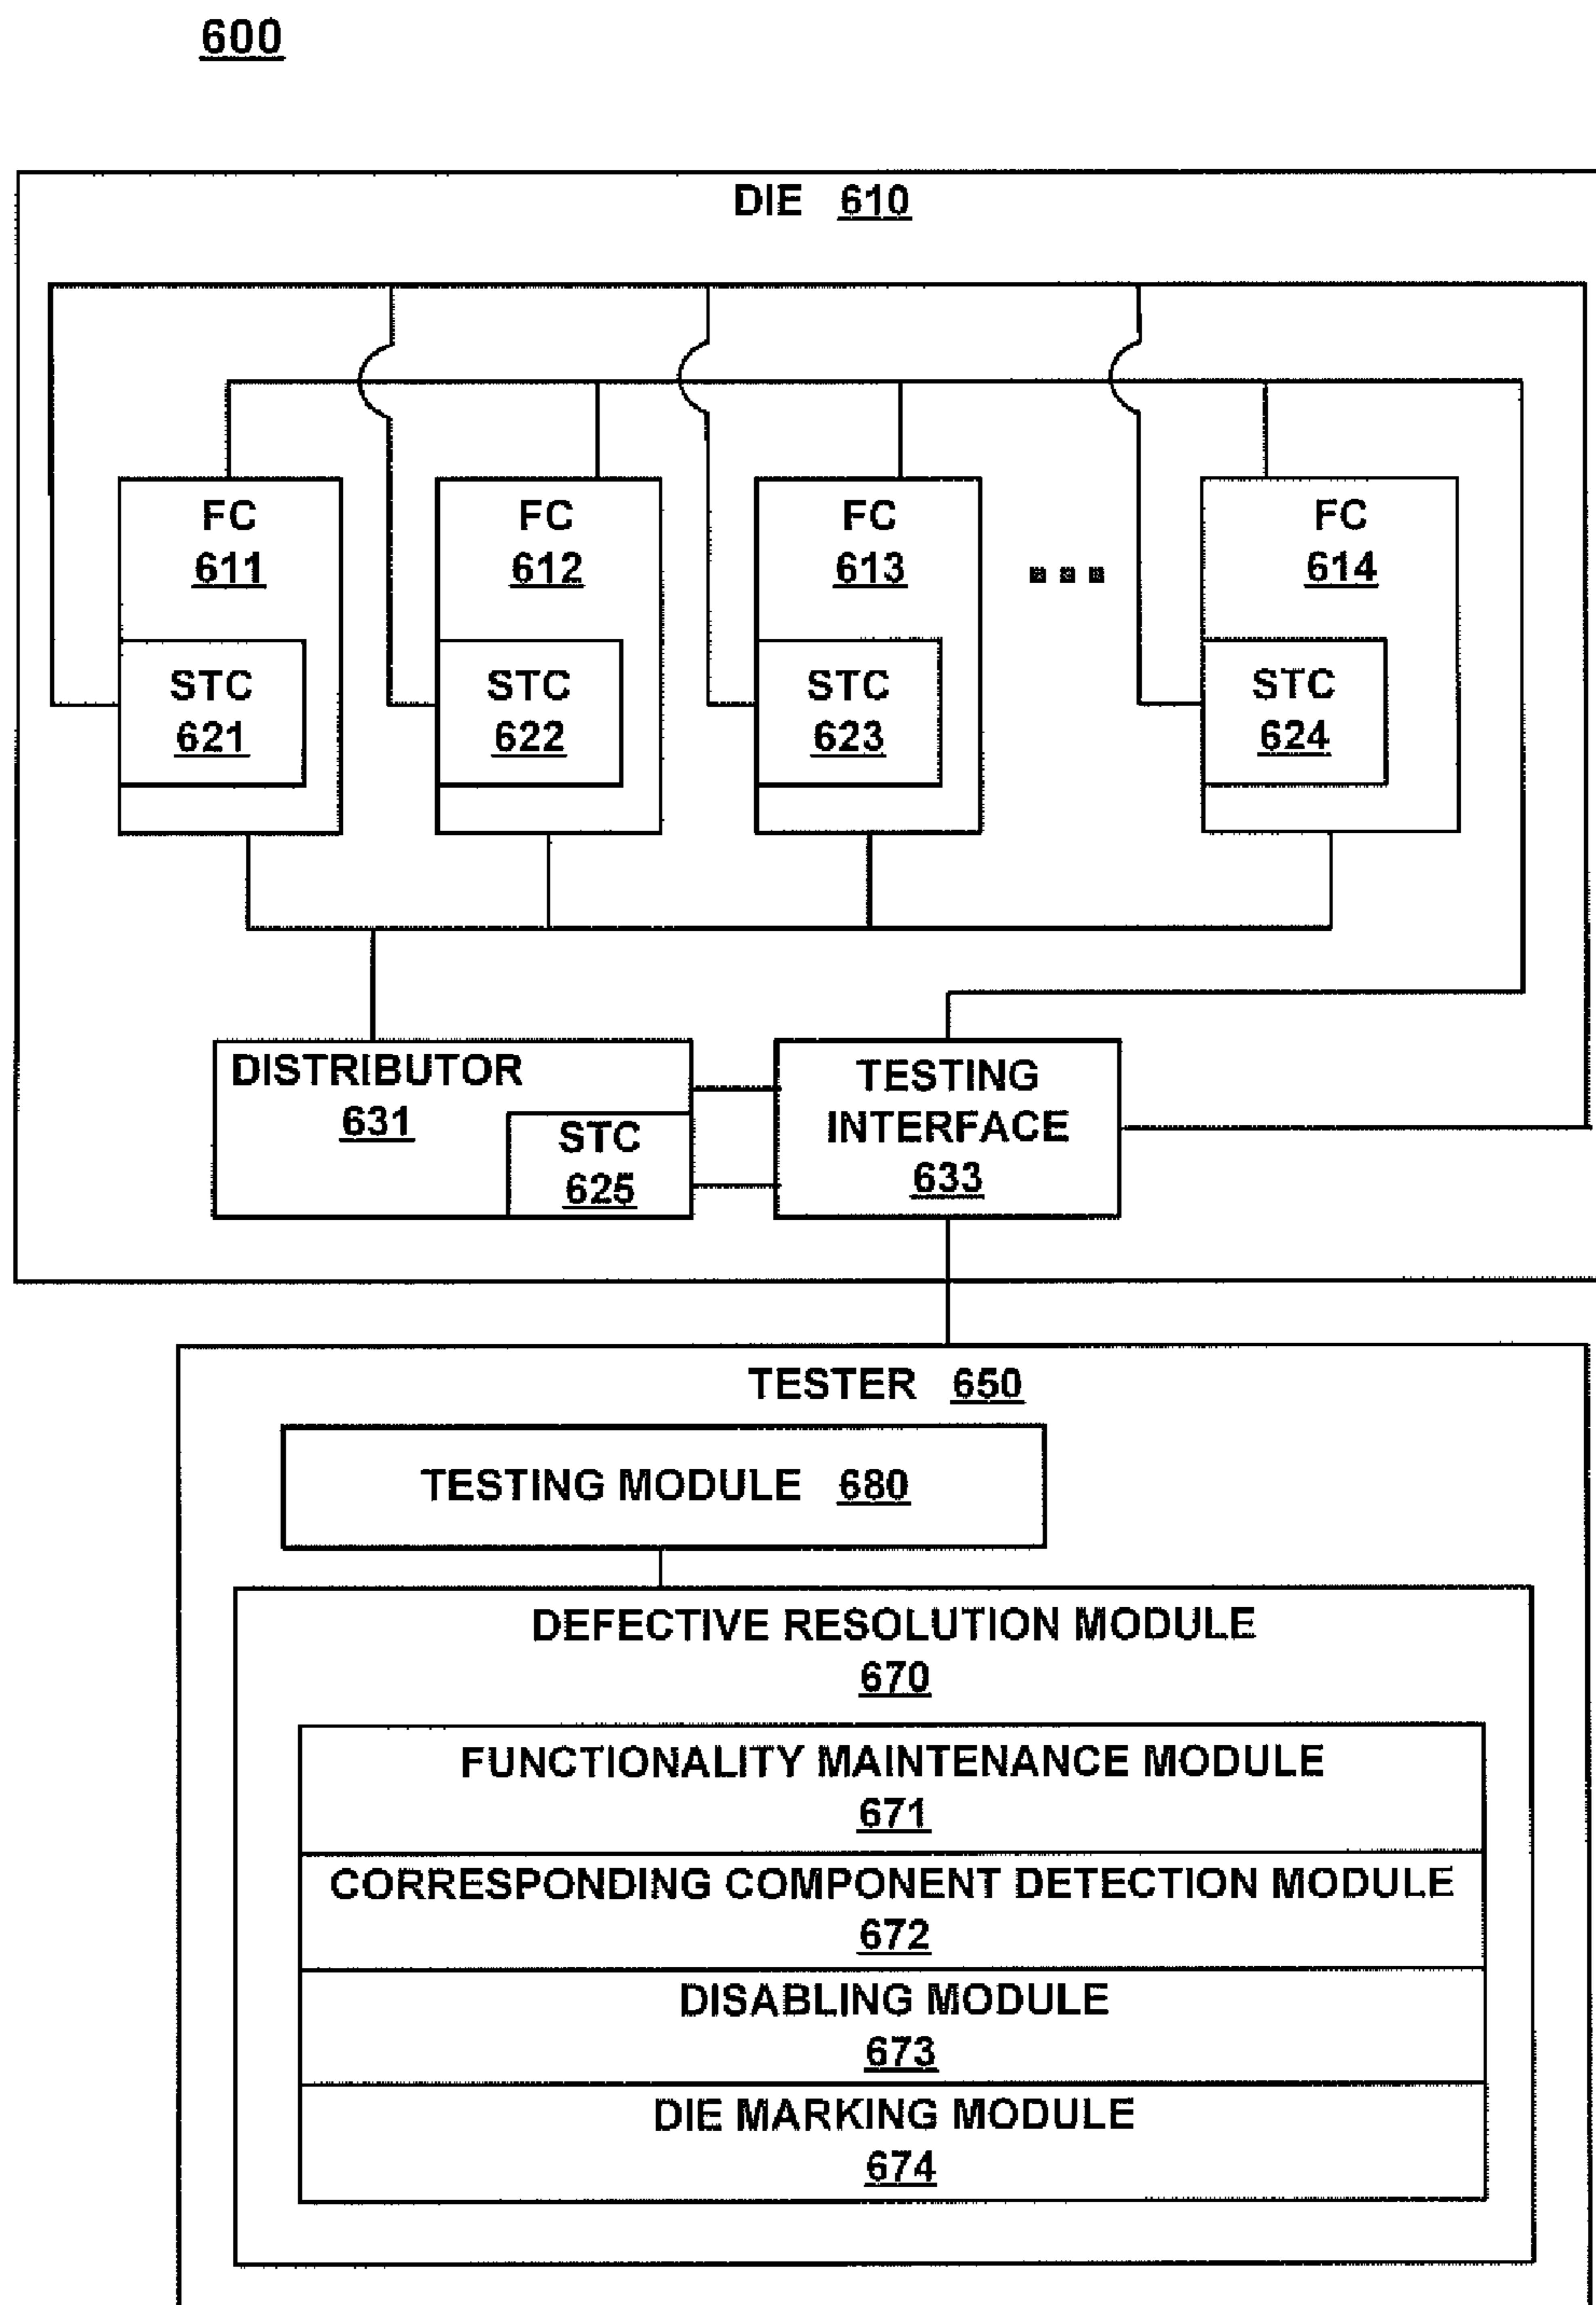 600
DIE 610
FC
611
FC
612
FC
613
FC
614
STC
621
STC
622
STC
623
STC
624
DISTRIBUTOR
631
STC
625
TESTING
INTERFACE
633
TESTER 650
TESTING MODULE 680
DEFECTIVE RESOLUTION MODULE
670
FUNCTIONALITY MAINTENANCE MODULE
671
CORRESPONDING COMPONENT DETECTION MODULE
672
DISABLING MODULE
673
DIE MARKING MODULE
674